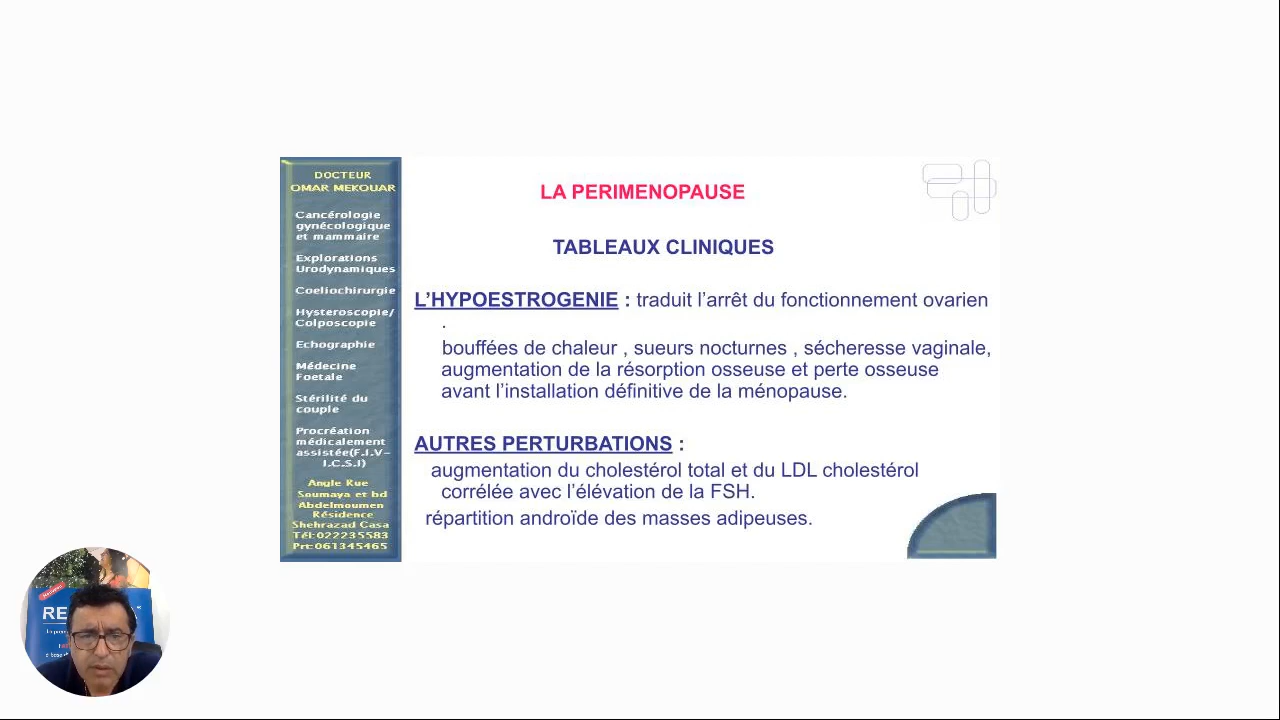 DOCTEUR
OMAR MEKOUAR
Cancérologie
gynécologique
et mammaire
Explorations
Urodynamiques
Coeliochirurgie
Hysteroscopie/
Colposcopie
Echographie
Médecine
Foetale
Stérilité du
couple
Procréation
médicalement
assistée(F.I.V-
I.C.S.I)
Angle Rue
Soumaya et bd
Abdelmoumen
Résidence
Shehrazad Casa
Tél:022235583
Prt:061345465
LA PERIMENOPAUSE
TABLEAUX CLINIQUES
L'HYPOESTROGENIE : traduit l'arrêt du fonctionnement ovarien
.
bouffées de chaleur , sueurs nocturnes , sécheresse vaginale,
augmentation de la résorption osseuse et perte osseuse
avant l'installation définitive de la ménopause.
AUTRES PERTURBATIONS :
augmentation du cholestérol total et du LDL cholestérol
corrélée avec l'élévation de la FSH.
répartition androïde des masses adipeuses.
RE